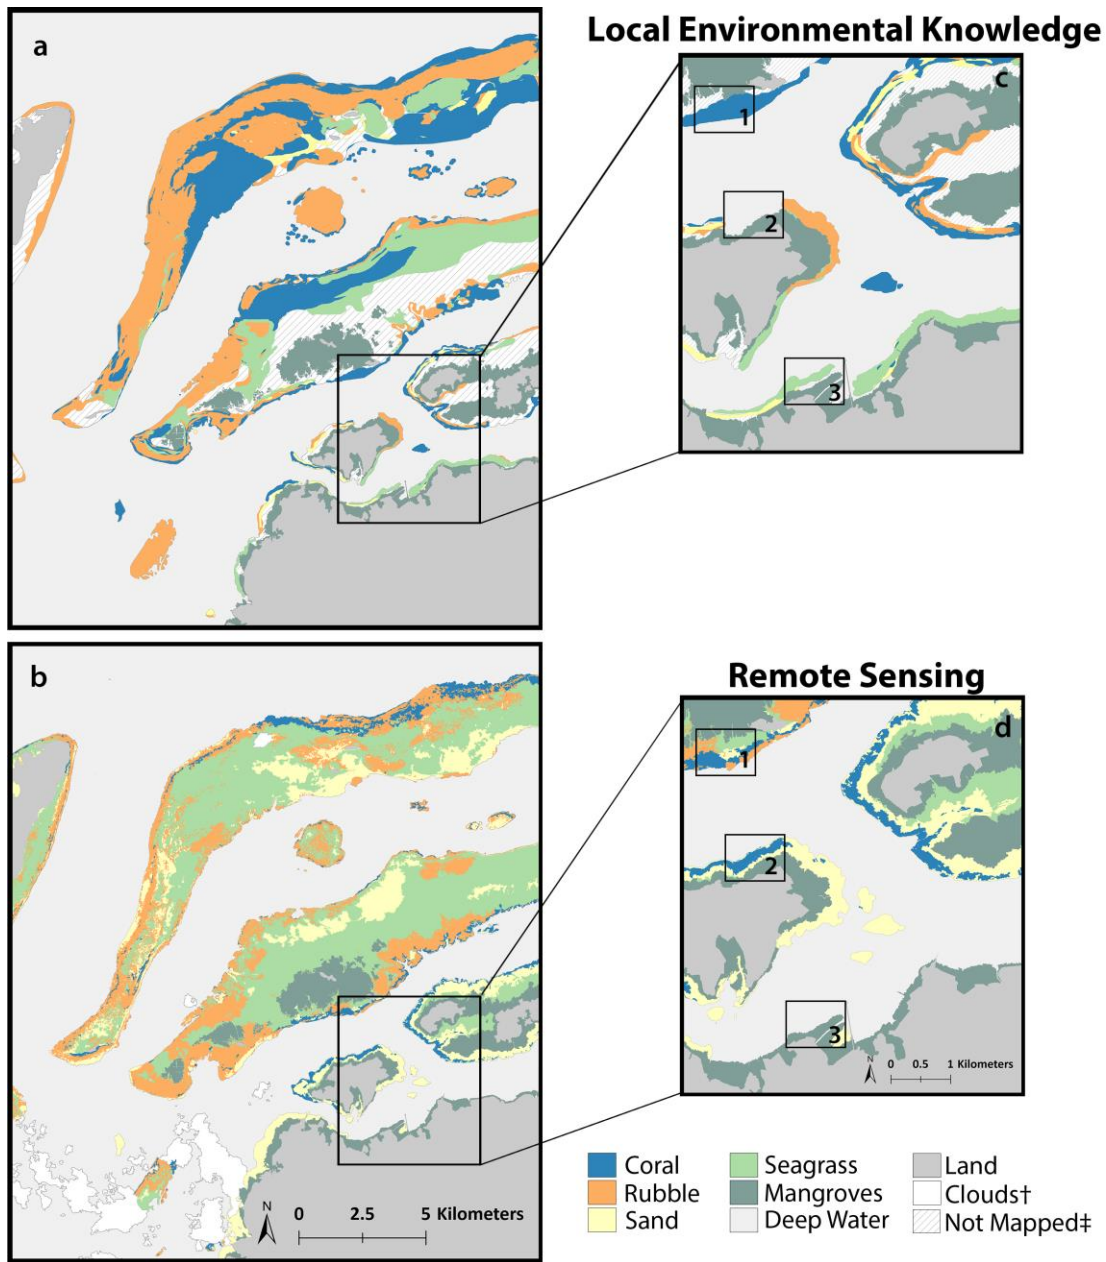 a
Local Environmental Knowledge
c
1
2
3
b
Remote Sensing
d
1
2
3
N
0 0.5 1 Kilometers
N
0 2.5 5 Kilometers
Coral
Rubble
Sand
Seagrass
Mangroves
Deep Water
Land
Clouds†
Not Mapped‡